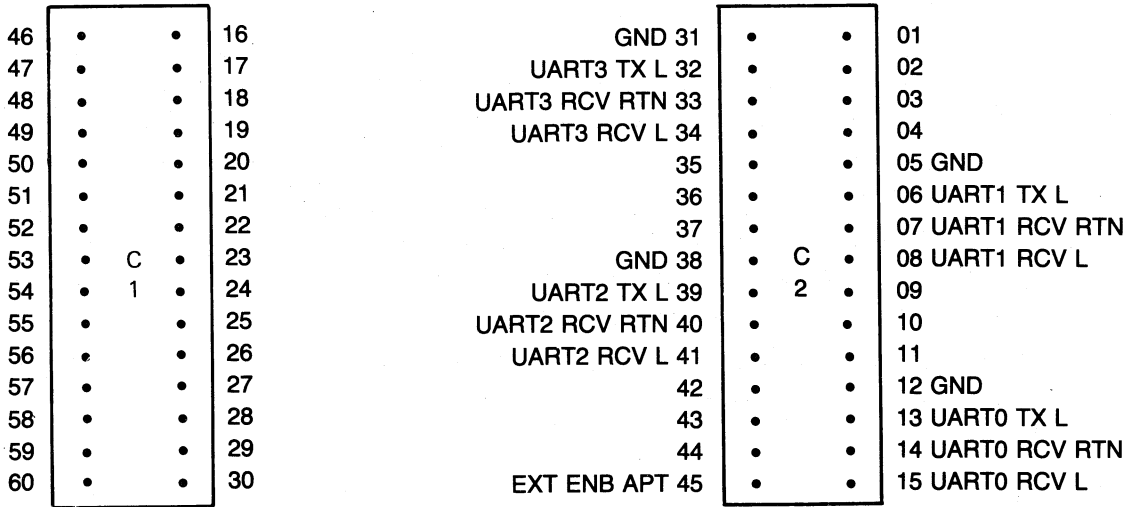 46 16 GND 31 01
47 17 UART3 TX L 32 02
48 18 UART3 RCV RTN 33 03
49 19 UART3 RCV L 34 04
50 20 35 05 GND
51 21 36 06 UART1 TX L
52 22 37 07 UART1 RCV RTN
53 C 23 GND 38 C 08 UART1 RCV L
54 1 24 UART2 TX L 39 2 09
55 25 UART2 RCV RTN 40 10
56 26 UART2 RCV L 41 11
57 27 42 12 GND
58 28 43 13 UART0 TX L
59 29 44 14 UART0 RCV RTN
60 30 EXT ENB APT 45 15 UART0 RCV L